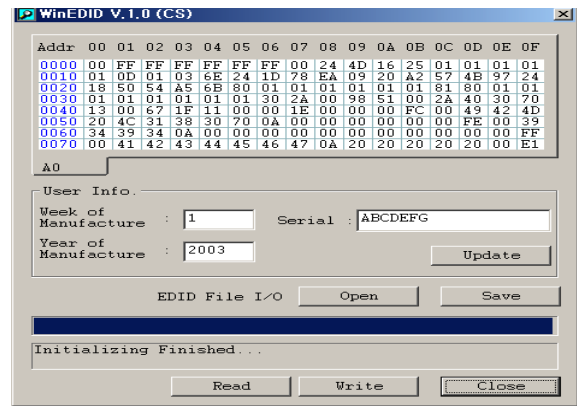 WinEDID V.1.0 (CS)
Addr 00 01 02 03 04 05 06 07 08 09 0A 0B 0C 0D 0E 0F
0000 00 FF FF FF FF FF FF 00 24 4D 16 25 01 01 01 01
0010 01 0D 01 03 6E 24 1D 78 EA 09 20 A2 57 4B 97 24
0020 18 50 54 A5 6B 80 01 01 01 01 01 01 81 80 01 01
0030 01 01 01 01 01 01 30 2A 00 98 51 00 2A 40 30 70
0040 13 00 67 1F 11 00 00 1E 00 00 00 FC 00 49 42 4D
0050 20 4C 31 38 30 70 0A 00 00 00 00 00 00 FE 00 39
0060 34 39 34 0A 00 00 00 00 00 00 00 00 00 00 00 FF
0070 00 41 42 43 44 45 46 47 0A 20 20 20 20 20 00 E1
A0
User Info.
Week of Manufacture : 1 Serial : ABCDEFG
Year of Manufacture : 2003 Update
EDID File I/O Open Save
Initializing Finished...
Read Write Close